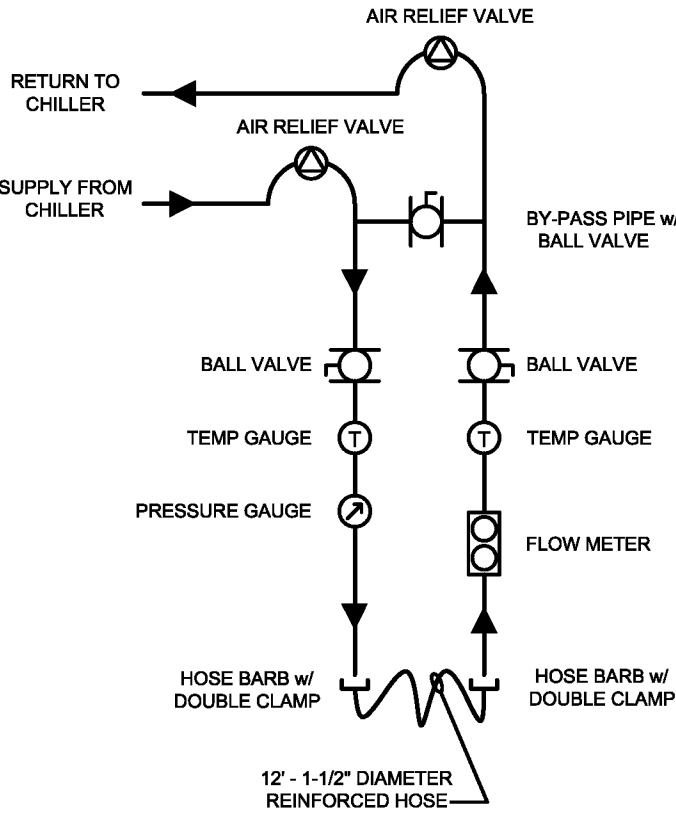 AIR RELIEF VALVE
RETURN TO
CHILLER
AIR RELIEF VALVE
SUPPLY FROM
CHILLER
BY-PASS PIPE w/
BALL VALVE
BALL VALVE
BALL VALVE
TEMP GAUGE
T
T
TEMP GAUGE
PRESSURE GAUGE
FLOW METER
HOSE BARB w/
DOUBLE CLAMP
HOSE BARB w/
DOUBLE CLAMP
12' - 1-1/2" DIAMETER
REINFORCED HOSE